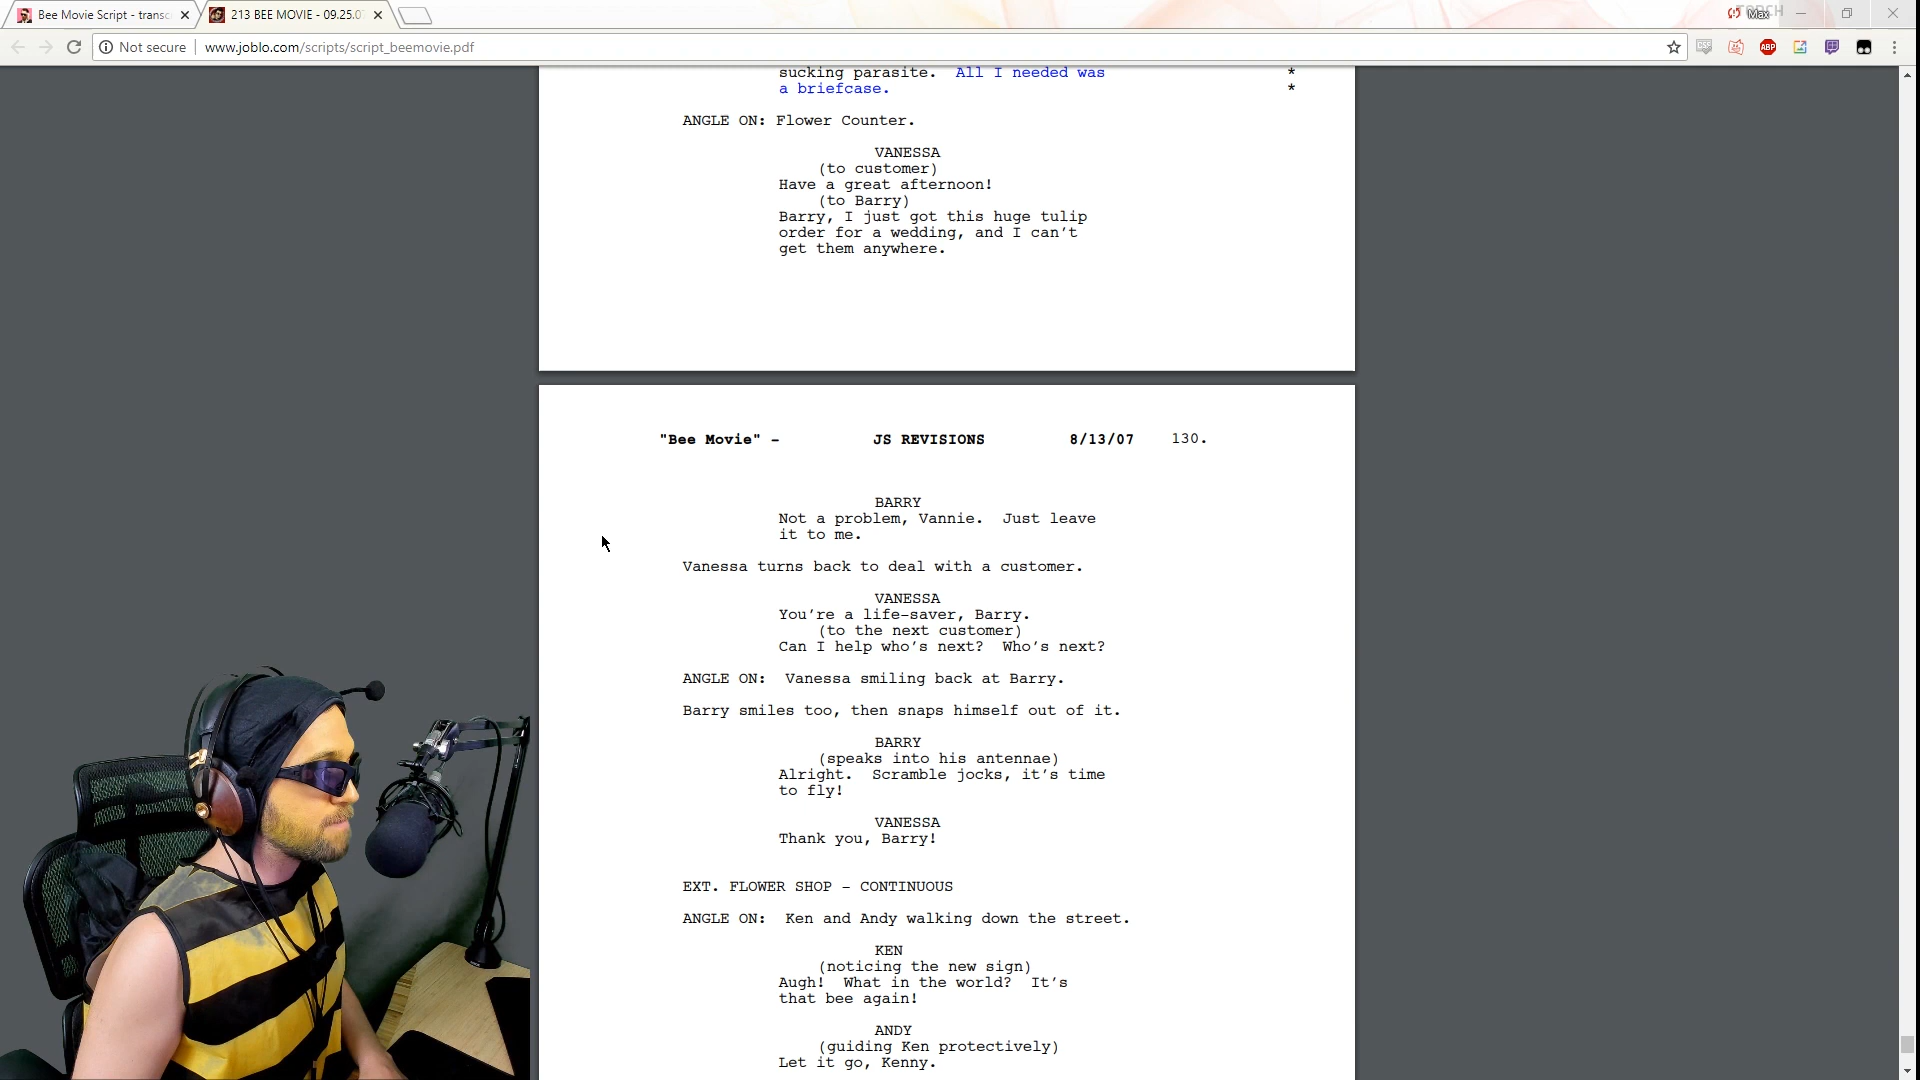 Bee Movie Script - transc
213 BEE MOVIE - 09.25.0
Max
Not secure
www.joblo.com/scripts/script_beemovie.pdf
ABP
sucking parasite. All I needed was *
a briefcase. *
ANGLE ON: Flower Counter.
VANESSA
(to customer)
Have a great afternoon!
(to Barry)
Barry, I just got this huge tulip
order for a wedding, and I can't
get them anywhere.
"Bee Movie" - JS REVISIONS 8/13/07 130.
BARRY
Not a problem, Vannie. Just leave
it to me.
Vanessa turns back to deal with a customer.
VANESSA
You're a life-saver, Barry.
(to the next customer)
Can I help who's next? Who's next?
ANGLE ON: Vanessa smiling back at Barry.
Barry smiles too, then snaps himself out of it.
BARRY
(speaks into his antennae)
Alright. Scramble jocks, it's time
to fly!
VANESSA
Thank you, Barry!
EXT. FLOWER SHOP - CONTINUOUS
ANGLE ON: Ken and Andy walking down the street.
KEN
(noticing the new sign)
Augh! What in the world? It's
that bee again!
ANDY
(guiding Ken protectively)
Let it go, Kenny.